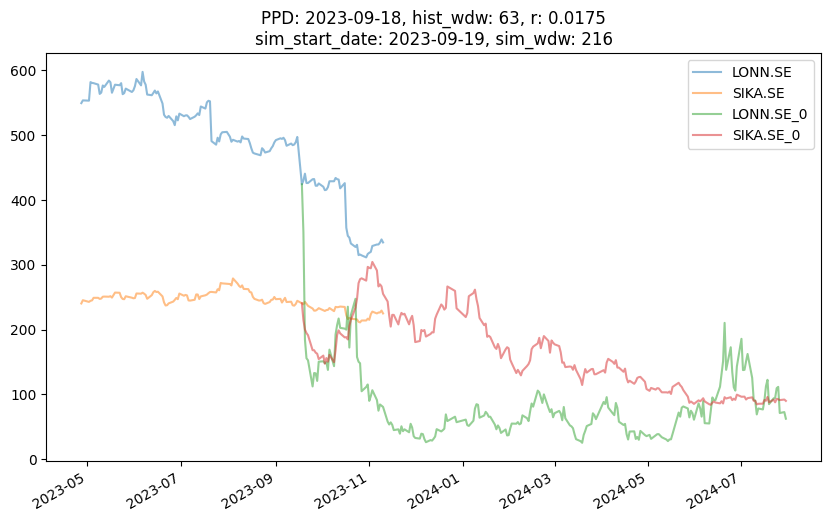 PPD: 2023-09-18, hist_wdw: 63, r: 0.0175
sim_start_date: 2023-09-19, sim_wdw: 216
LONN.SE
SIKA.SE
LONN.SE_0
SIKA.SE_0
600
500
400
300
200
100
0
2023-05
2023-07
2023-09
2023-11
2024-01
2024-03
2024-05
2024-07